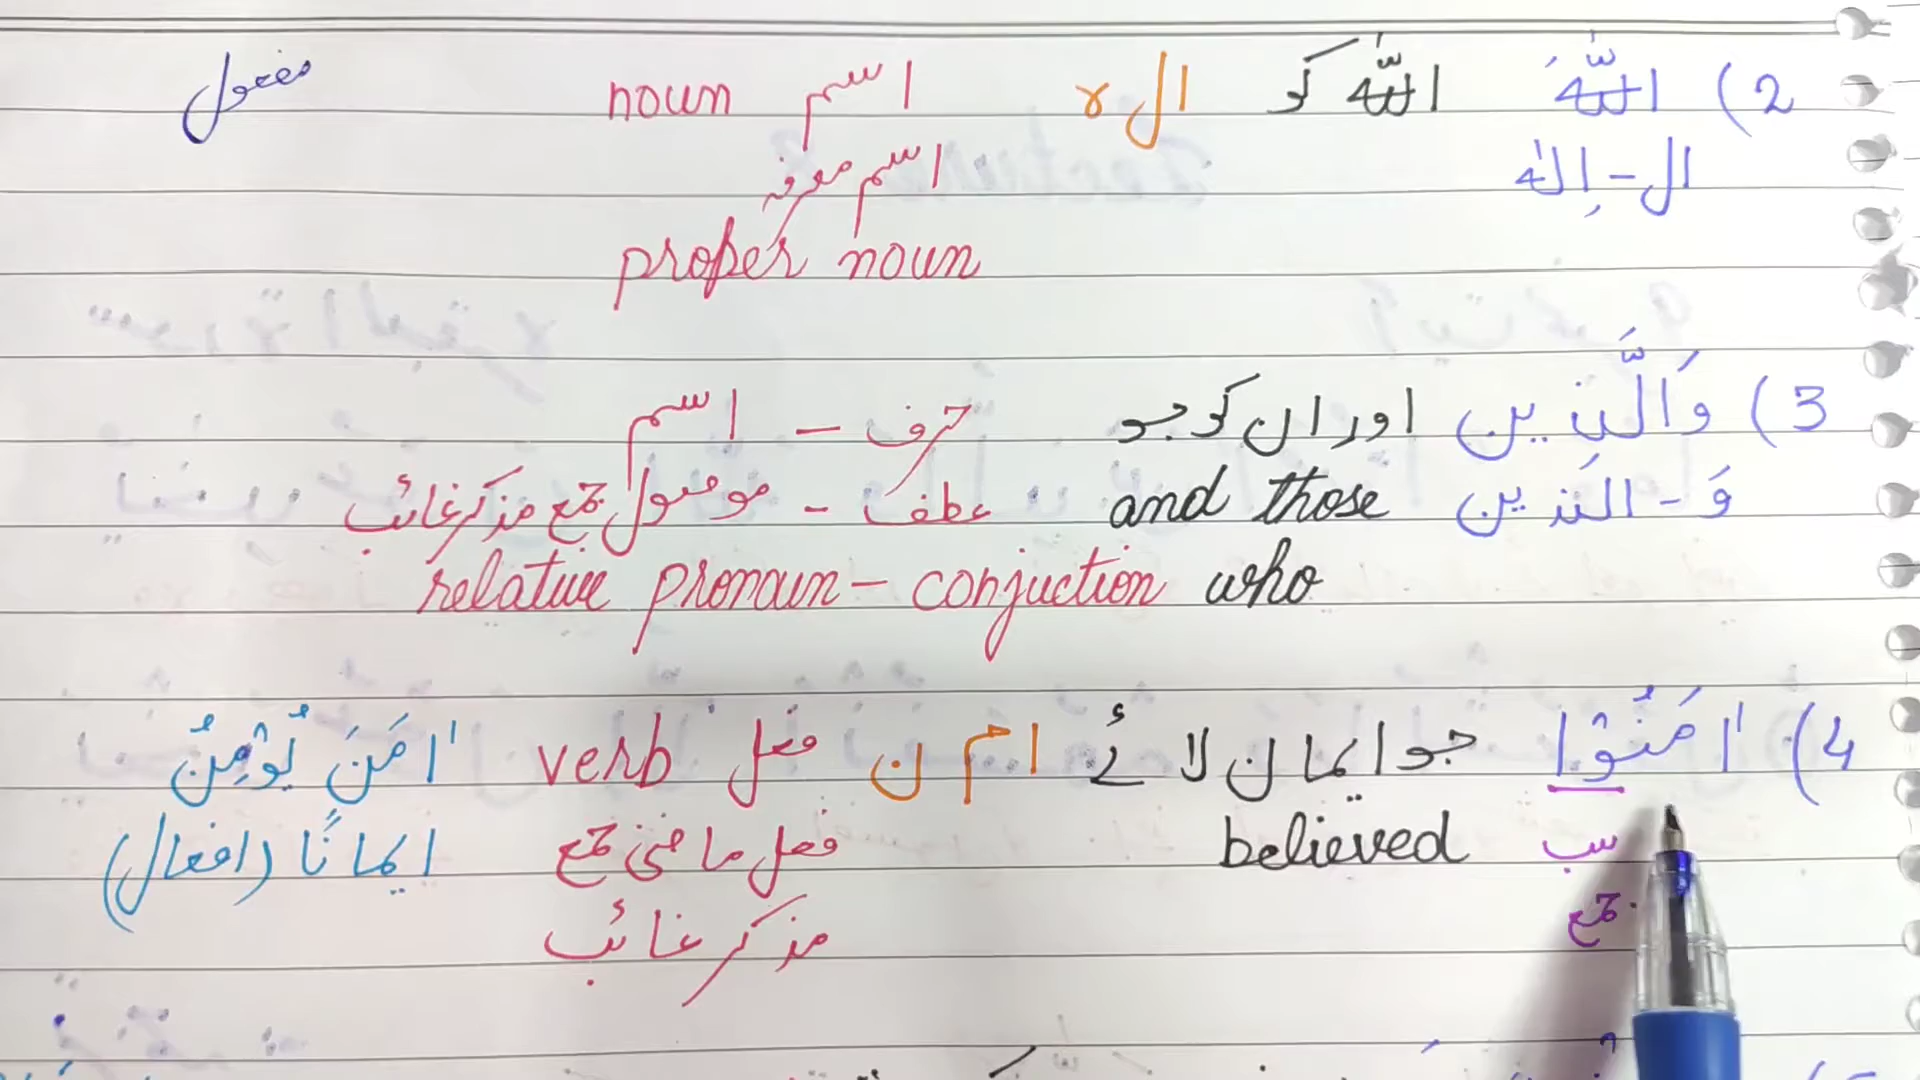 2) اللّٰهَ اللّٰہ کو ال ہ اسم noun مفعول
ال - اِلٰہ اسم معرفہ
proper noun
3) وَالَّذِین اور ان کو جو حرف – اسم
وَ - الَّذین and those عطف - موصول جمع مذکر غائب
relative pronoun – conjuction who
4) اٰمَنُوْا جو ایمان لائے ا م ن فعل verb اٰمَنَ یُوْمِنُ
سب believed فعل ماضی جمع ایمانًا (افعال)
جمع مذکر غائب